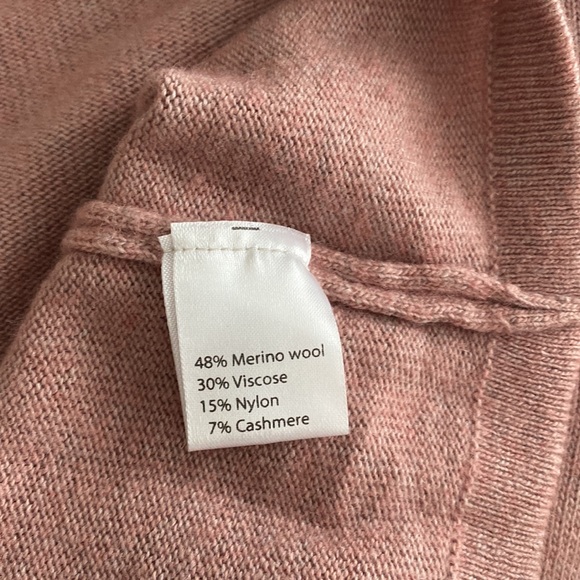 48% Merino wool
30% Viscose
15% Nylon
7% Cashmere